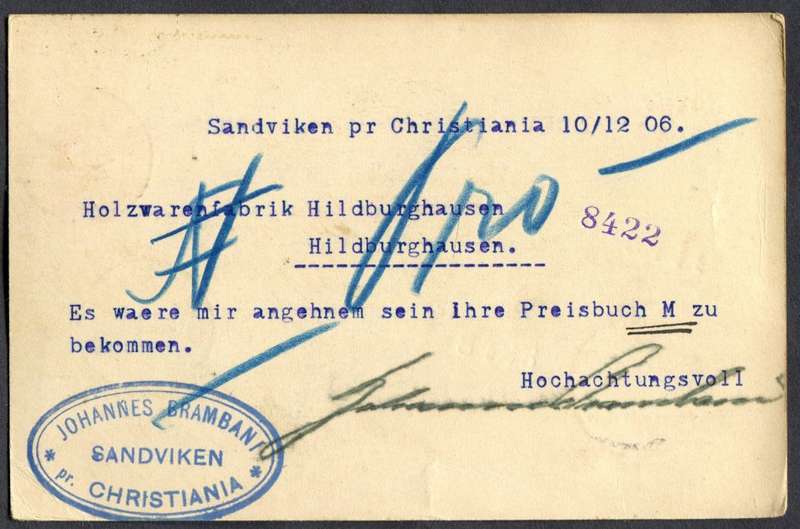 Sandviken pr Christiania 10/12 06.
Holzwarenfabrik Hildburghausen
8422
Hildburghausen.
Es waere mir angehnem sein Ihre Preisbuch M zu
bekommen.
Hochachtungsvoll
JOHANNES BRAMBANI
SANDVIKEN
* pr. CHRISTIANIA *